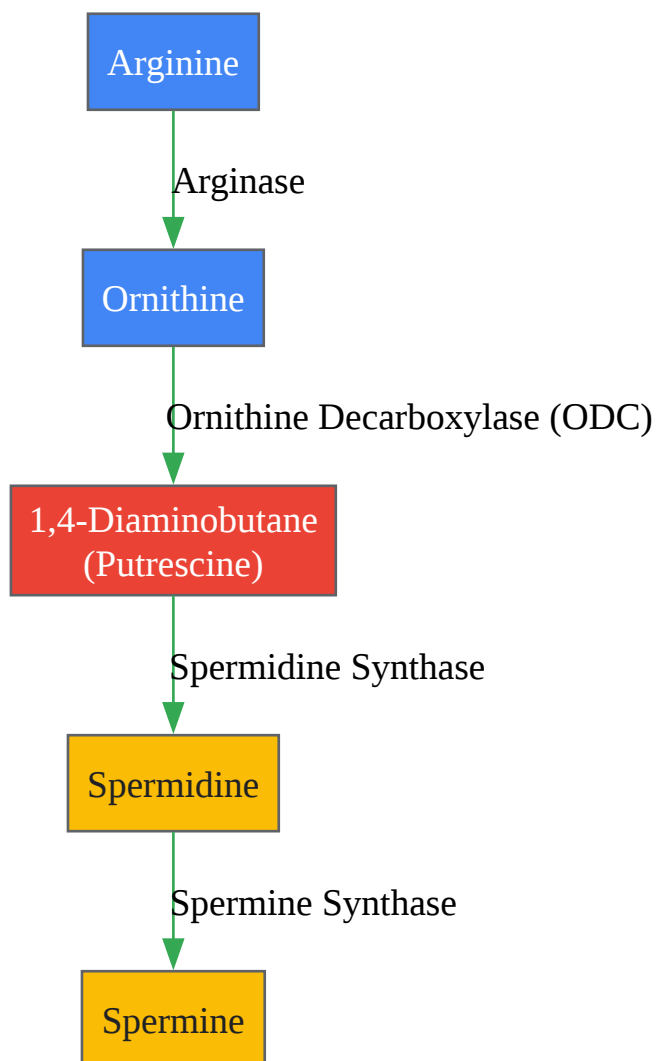 Arginine
Arginase
Ornithine
Ornithine Decarboxylase (ODC)
1,4-Diaminobutane
(Putrescine)
Spermidine Synthase
Spermidine
Spermine Synthase
Spermine